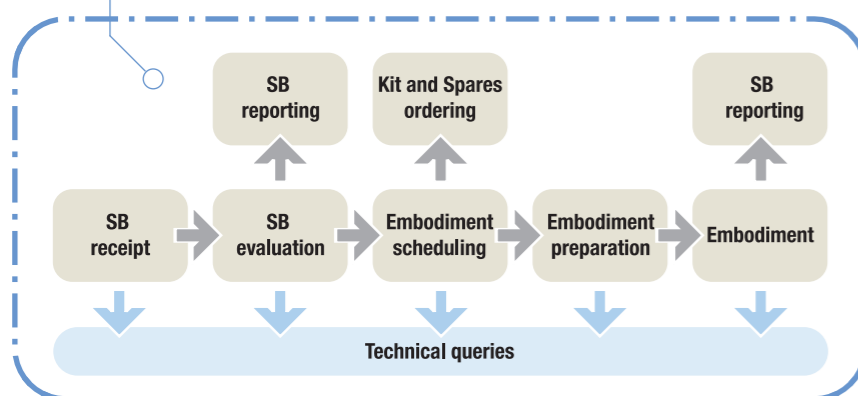 SB
reporting
Kit and Spares
ordering
SB
reporting
SB
receipt
SB
evaluation
Embodiment
scheduling
Embodiment
preparation
Embodiment
Technical queries